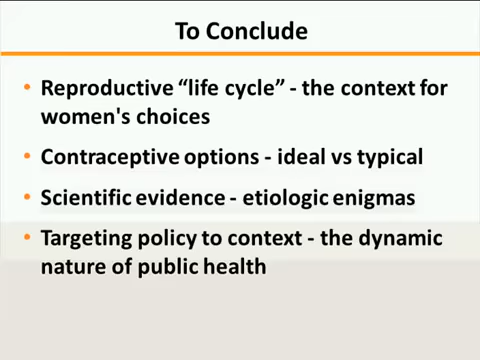 To Conclude
• Reproductive “life cycle” - the context for
women's choices
• Contraceptive options - ideal vs typical
• Scientific evidence - etiologic enigmas
• Targeting policy to context - the dynamic
nature of public health